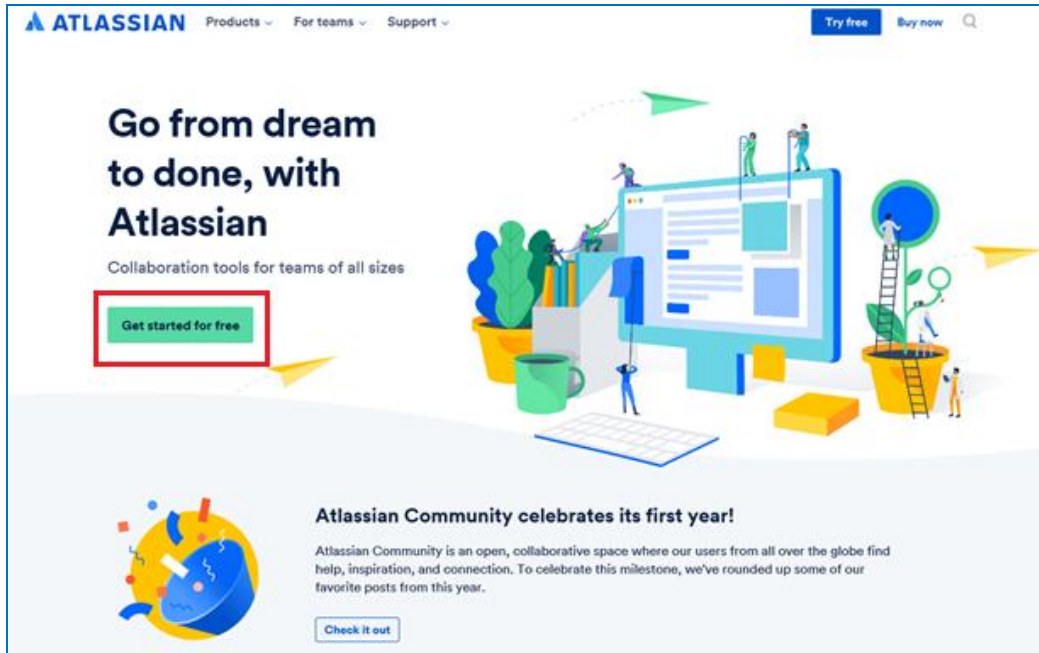 ATLASSIAN Products For teams Support Try free Buy now
Go from dream
to done, with
Atlassian
Collaboration tools for teams of all sizes
Get started for free
Atlassian Community celebrates its first year!
Atlassian Community is an open, collaborative space where our users from all over the globe find
help, inspiration, and connection. To celebrate this milestone, we've rounded up some of our
favorite posts from this year.
Check it out